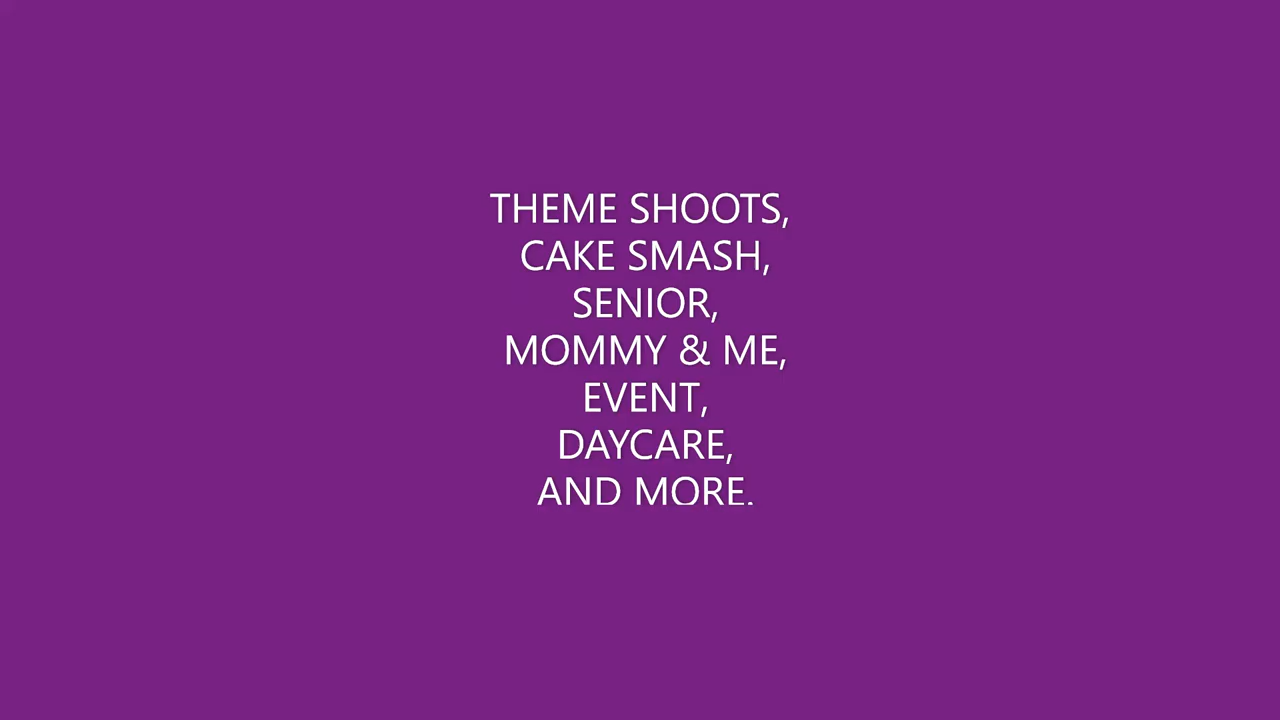 THEME SHOOTS,
CAKE SMASH,
SENIOR,
MOMMY & ME,
EVENT,
DAYCARE,
AND MORE.